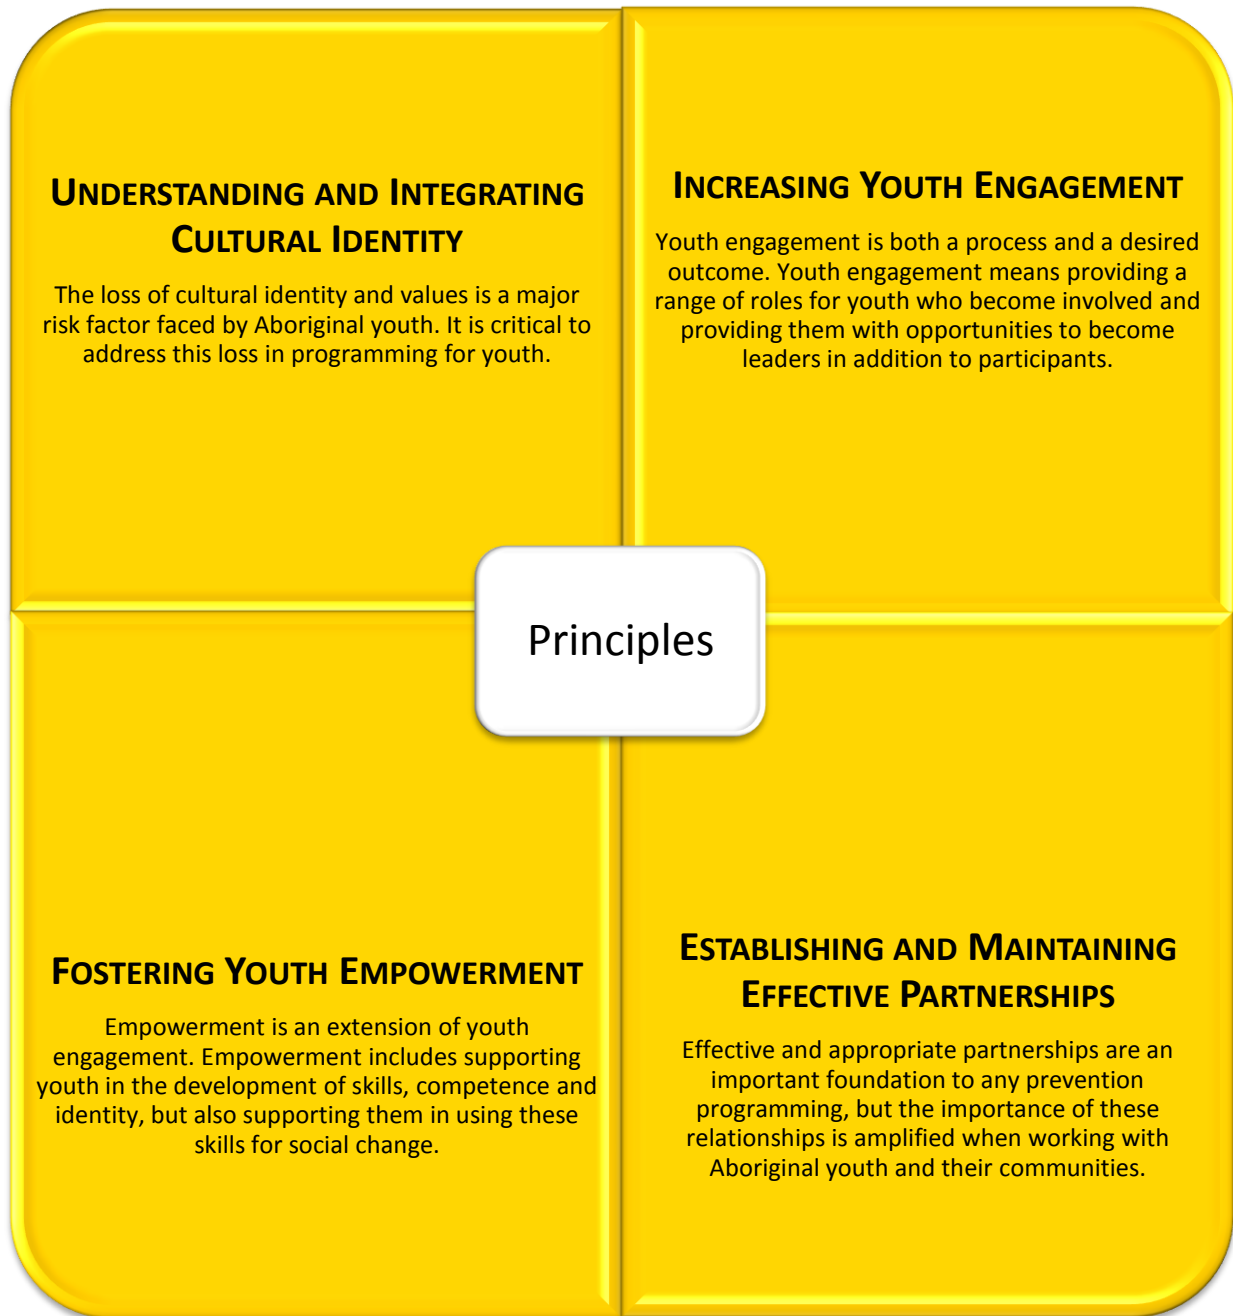 UNDERSTANDING AND INTEGRATING
CULTURAL IDENTITY
The loss of cultural identity and values is a major
risk factor faced by Aboriginal youth. It is critical to
address this loss in programming for youth.
INCREASING YOUTH ENGAGEMENT
Youth engagement is both a process and a desired
outcome. Youth engagement means providing a
range of roles for youth who become involved and
providing them with opportunities to become
leaders in addition to participants.
Principles
FOSTERING YOUTH EMPOWERMENT
Empowerment is an extension of youth
engagement. Empowerment includes supporting
youth in the development of skills, competence and
identity, but also supporting them in using these
skills for social change.
ESTABLISHING AND MAINTAINING
EFFECTIVE PARTNERSHIPS
Effective and appropriate partnerships are an
important foundation to any prevention
programming, but the importance of these
relationships is amplified when working with
Aboriginal youth and their communities.